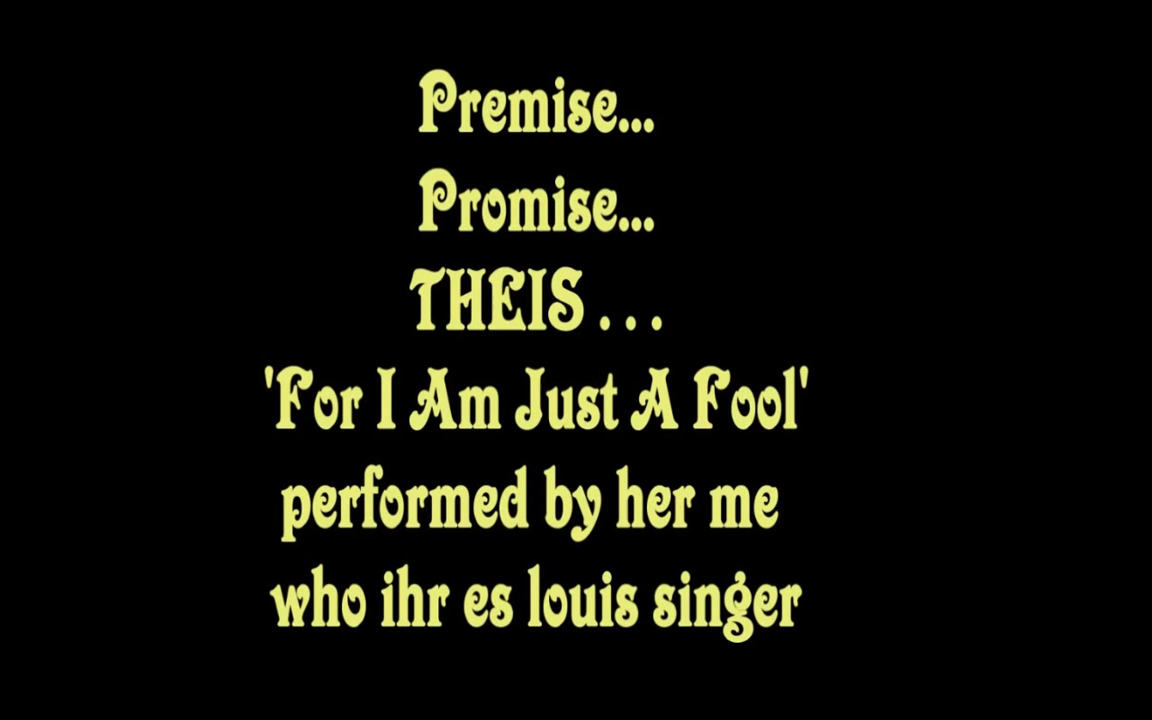 Premise...
Promise...
THEIS . . .
'For I Am Just A Fool'
performed by her me
who ihr es louis singer